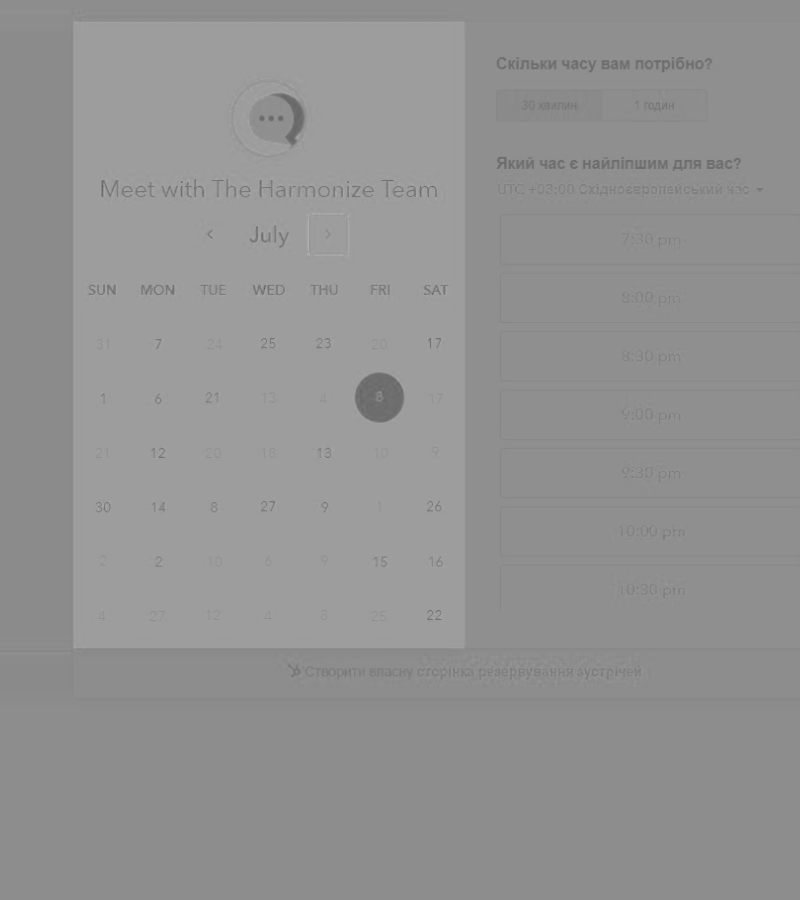 Meet with The Harmonize Team
July
SUN MON TUE WED THU FRI SAT
31 7 24 25 23 20 17
1 6 21 13 4 8 17
21 12 20 18 13 10 9
30 14 8 27 9 1 26
2 2 10 6 9 15 16
4 27 12 4 8 25 22
Скільки часу вам потрібно?
30 хвилин 1 годин
Який час є найліпшим для вас?
UTC +03:00 Східноєвропейський час
7:30 pm
8:00 pm
8:30 pm
9:00 pm
9:30 pm
10:00 pm
10:30 pm
Створити власну сторінка резервування зустрічей